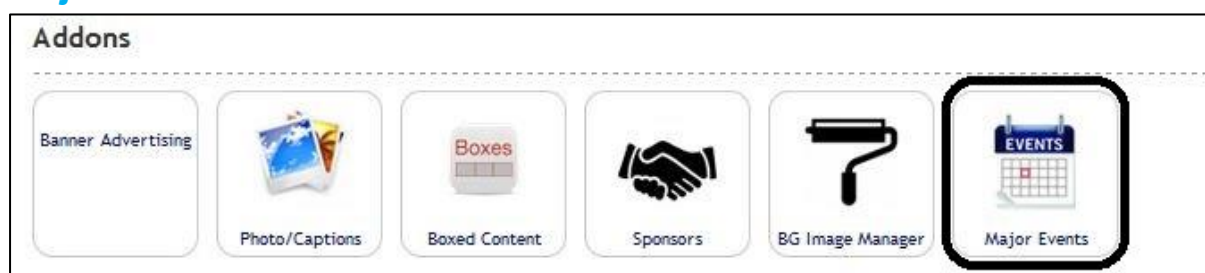 Addons
Banner Advertising
Boxes
EVENTS
Photo/Captions
Boxed Content
Sponsors
BG Image Manager
Major Events